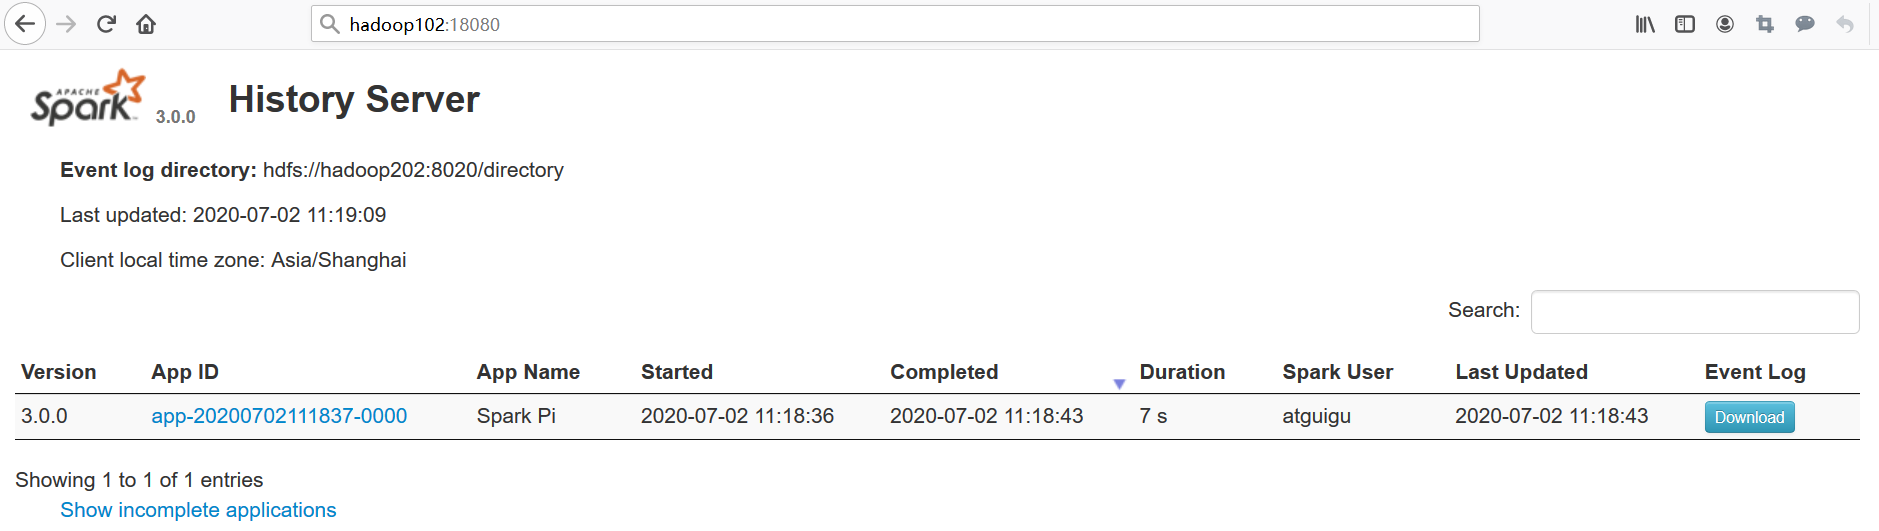 hadoop102:18080
APACHE
Spark 3.0.0 History Server
Event log directory: hdfs://hadoop202:8020/directory
Last updated: 2020-07-02 11:19:09
Client local time zone: Asia/Shanghai
Search:
Version App ID App Name Started Completed Duration Spark User Last Updated Event Log
3.0.0 app-20200702111837-0000 Spark Pi 2020-07-02 11:18:36 2020-07-02 11:18:43 7 s atguigu 2020-07-02 11:18:43 Download
Showing 1 to 1 of 1 entries
Show incomplete applications